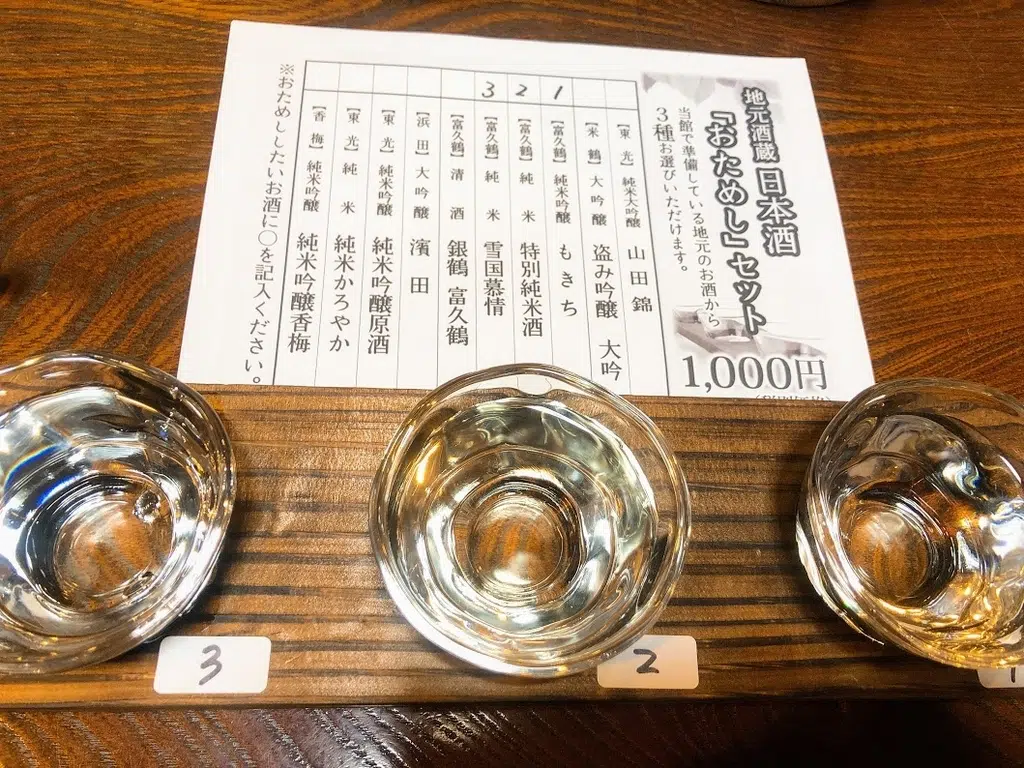 地元酒蔵 日本酒
「おためし」セット
当館で準備している地元のお酒から
3種お選びいただけます。
1,000円
【東光】純米大吟醸 山田錦
【米鶴】大吟醸 盗み吟醸 大吟
1 【富久鶴】純米吟醸 もきち
2 【富久鶴】純米 特別純米酒
3 【富久鶴】純米 雪国慕情
【富久鶴】清酒 銀鶴 富久鶴
【浜田】大吟醸 濱田
【東光】純米吟醸 純米吟醸原酒
【東光】純米 純米かろやか
【香梅】純米吟醸 純米吟醸香梅
※おためししたいお酒に○を記入ください。
3
2
1